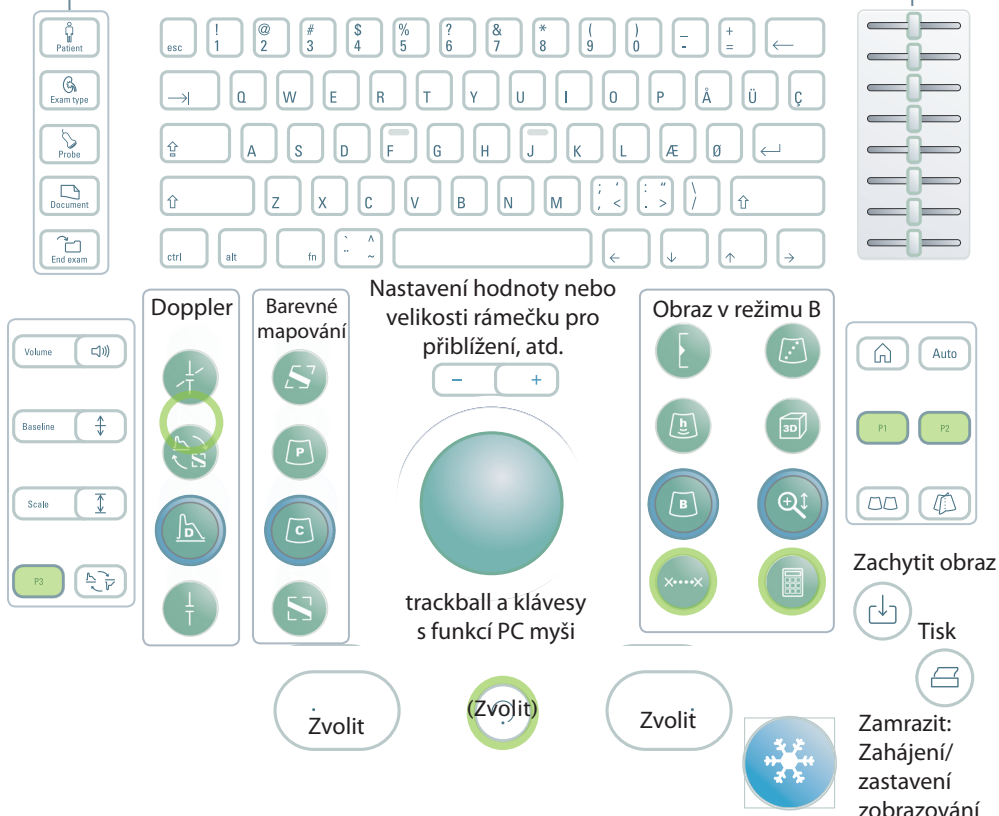 Patient
Exam type
Probe
Document
End exam
esc ! 1 @ 2 # 3 $ 4 % 5 ? 6 & 7 * 8 ( 9 ) 0 _ - + = ←
→| Q W E R T Y U I O P Å Ü Ç
A S D F G H J K L Æ Ø
Z X C V B N M ; ' , < : " . > \ /
ctrl alt fn ` ^ ¨ ~ ← ↓ ↑ →
Doppler
Barevné
mapování
Nastavení hodnoty nebo
velikosti rámečku pro
přiblížení, atd.
− +
Obraz v režimu B
Volume
Baseline
Scale
P3
D
P
C
h
3D
B
X····X
Auto
P1 P2
trackball a klávesy
s funkcí PC myši
Zvolit
(Zvolit)
Zvolit
Zachytit obraz
Tisk
Zamrazit:
Zahájení/
zastavení
zobrazování